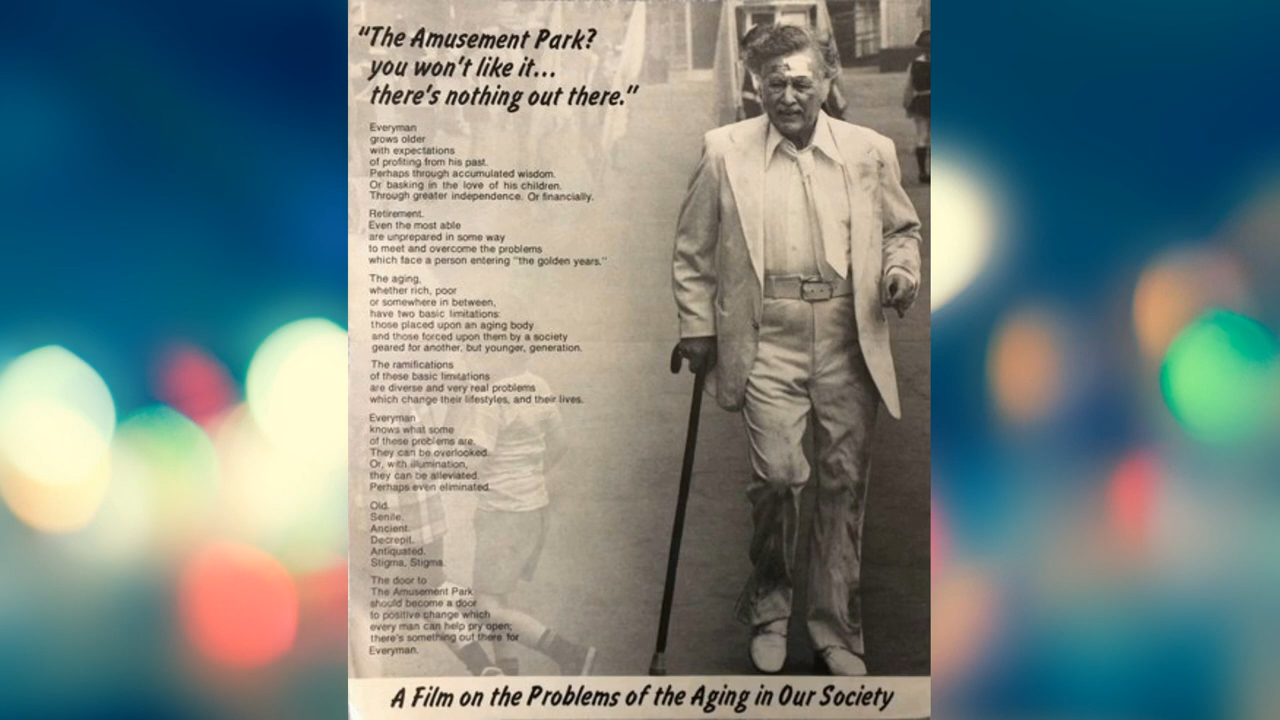 "The Amusement Park?
you won't like it...
there's nothing out there."
Everyman
grows older
with expectations
of profiting from his past.
Perhaps through accumulated wisdom.
Or basking in the love of his children.
Through greater independence. Or financially.
Retirement.
Even the most able
are unprepared in some way
to meet and overcome the problems
which face a person entering "the golden years."
The aging,
whether rich, poor
or somewhere in between,
have two basic limitations:
those placed upon an aging body
and those forced upon them by a society
geared for another, but younger, generation.
The ramifications
of these basic limitations
are diverse and very real problems
which change their lifestyles, and their lives.
Everyman
knows what some
of these problems are.
They can be overlooked.
Or, with illumination,
they can be alleviated.
Perhaps even eliminated.
Old.
Senile.
Ancient.
Decrepit.
Antiquated.
Stigma, Stigma.
The door to
The Amusement Park
should become a door
to positive change which
every man can help pry open;
there's something out there for
Everyman.
A Film on the Problems of the Aging in Our Society